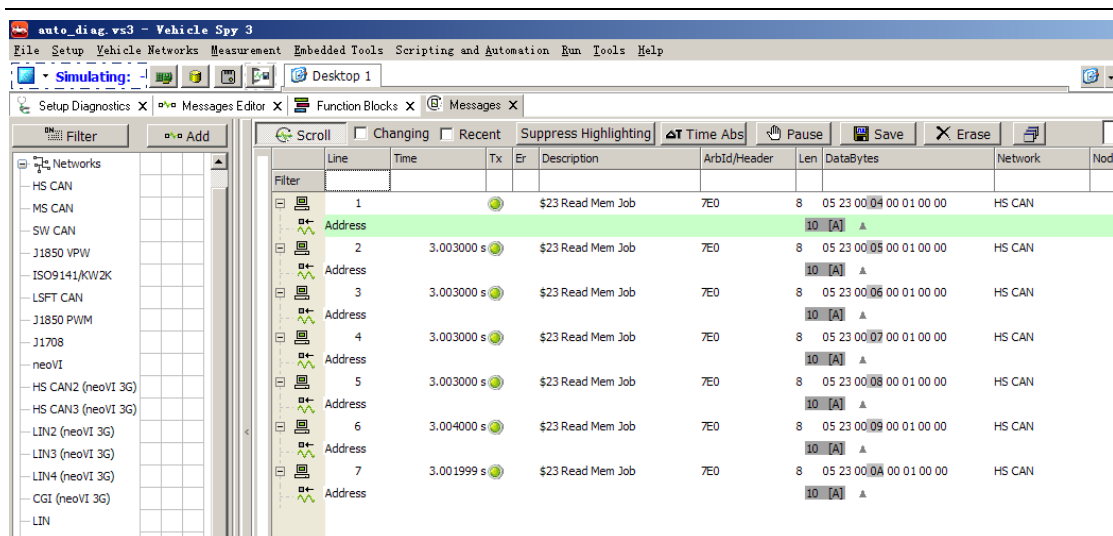 auto_diag.vs3 - Vehicle Spy 3
File Setup Vehicle Networks Measurement Embedded Tools Scripting and Automation Run Tools Help
Simulating: Desktop 1
Setup Diagnostics X Messages Editor X Function Blocks X Messages X
Filter Add Scroll Changing Recent Suppress Highlighting ΔT Time Abs Pause Save Erase
Line Time Tx Er Description ArbId/Header Len DataBytes Network Nod
Filter
Networks
HS CAN
MS CAN
SW CAN
J1850 VPW
ISO9141/KW2K
LSFT CAN
J1850 PWM
J1708
neoVI
HS CAN2 (neoVI 3G)
HS CAN3 (neoVI 3G)
LIN2 (neoVI 3G)
LIN3 (neoVI 3G)
LIN4 (neoVI 3G)
CGI (neoVI 3G)
LIN
1 $23 Read Mem Job 7E0 8 05 23 00 04 00 01 00 00 HS CAN
Address 10 [A]
2 3.003000 s $23 Read Mem Job 7E0 8 05 23 00 05 00 01 00 00 HS CAN
Address 10 [A]
3 3.003000 s $23 Read Mem Job 7E0 8 05 23 00 06 00 01 00 00 HS CAN
Address 10 [A]
4 3.003000 s $23 Read Mem Job 7E0 8 05 23 00 07 00 01 00 00 HS CAN
Address 10 [A]
5 3.003000 s $23 Read Mem Job 7E0 8 05 23 00 08 00 01 00 00 HS CAN
Address 10 [A]
6 3.004000 s $23 Read Mem Job 7E0 8 05 23 00 09 00 01 00 00 HS CAN
Address 10 [A]
7 3.001999 s $23 Read Mem Job 7E0 8 05 23 00 0A 00 01 00 00 HS CAN
Address 10 [A]